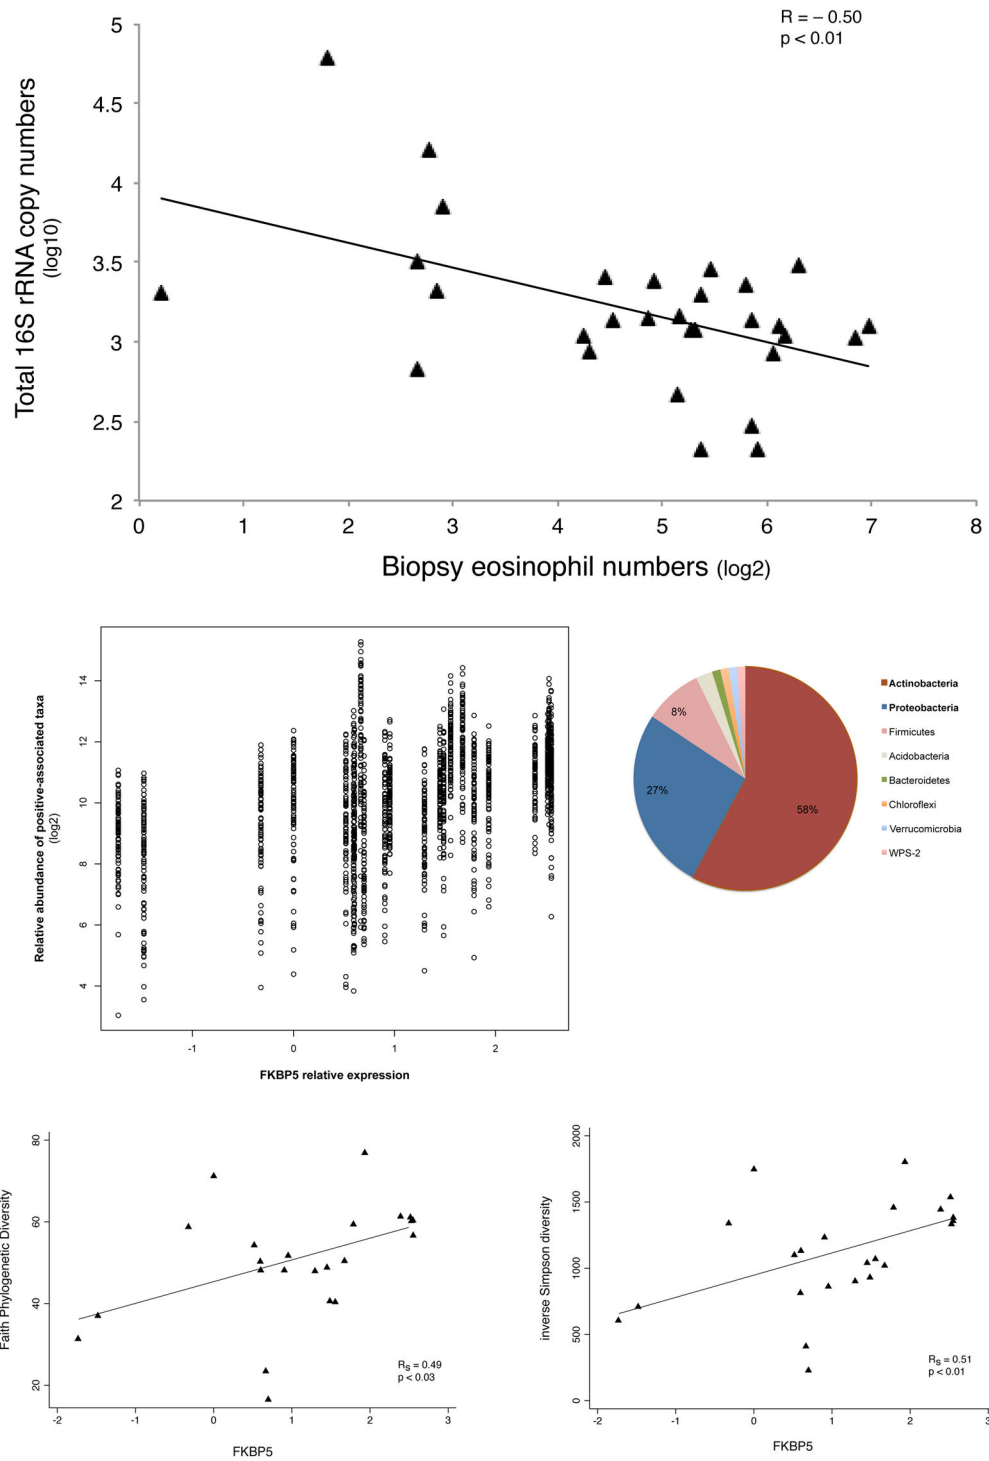 R = – 0.50
p < 0.01
5
4.5
4
3.5
3
2.5
2
Total 16S rRNA copy numbers
(log10)
0 1 2 3 4 5 6 7 8
Biopsy eosinophil numbers (log2)
14
12
10
8
6
4
Relative abundance of positive-associated taxa
(log2)
-1 0 1 2
FKBP5 relative expression
8%
27%
58%
Actinobacteria
Proteobacteria
Firmicutes
Acidobacteria
Bacteroidetes
Chloroflexi
Verrucomicrobia
WPS-2
80
60
40
20
Faith Phylogenetic Diversity
RS = 0.49
p < 0.03
-2 -1 0 1 2 3
FKBP5
2000
1500
1000
500
0
inverse Simpson diversity
RS = 0.51
p < 0.01
-2 -1 0 1 2 3
FKBP5